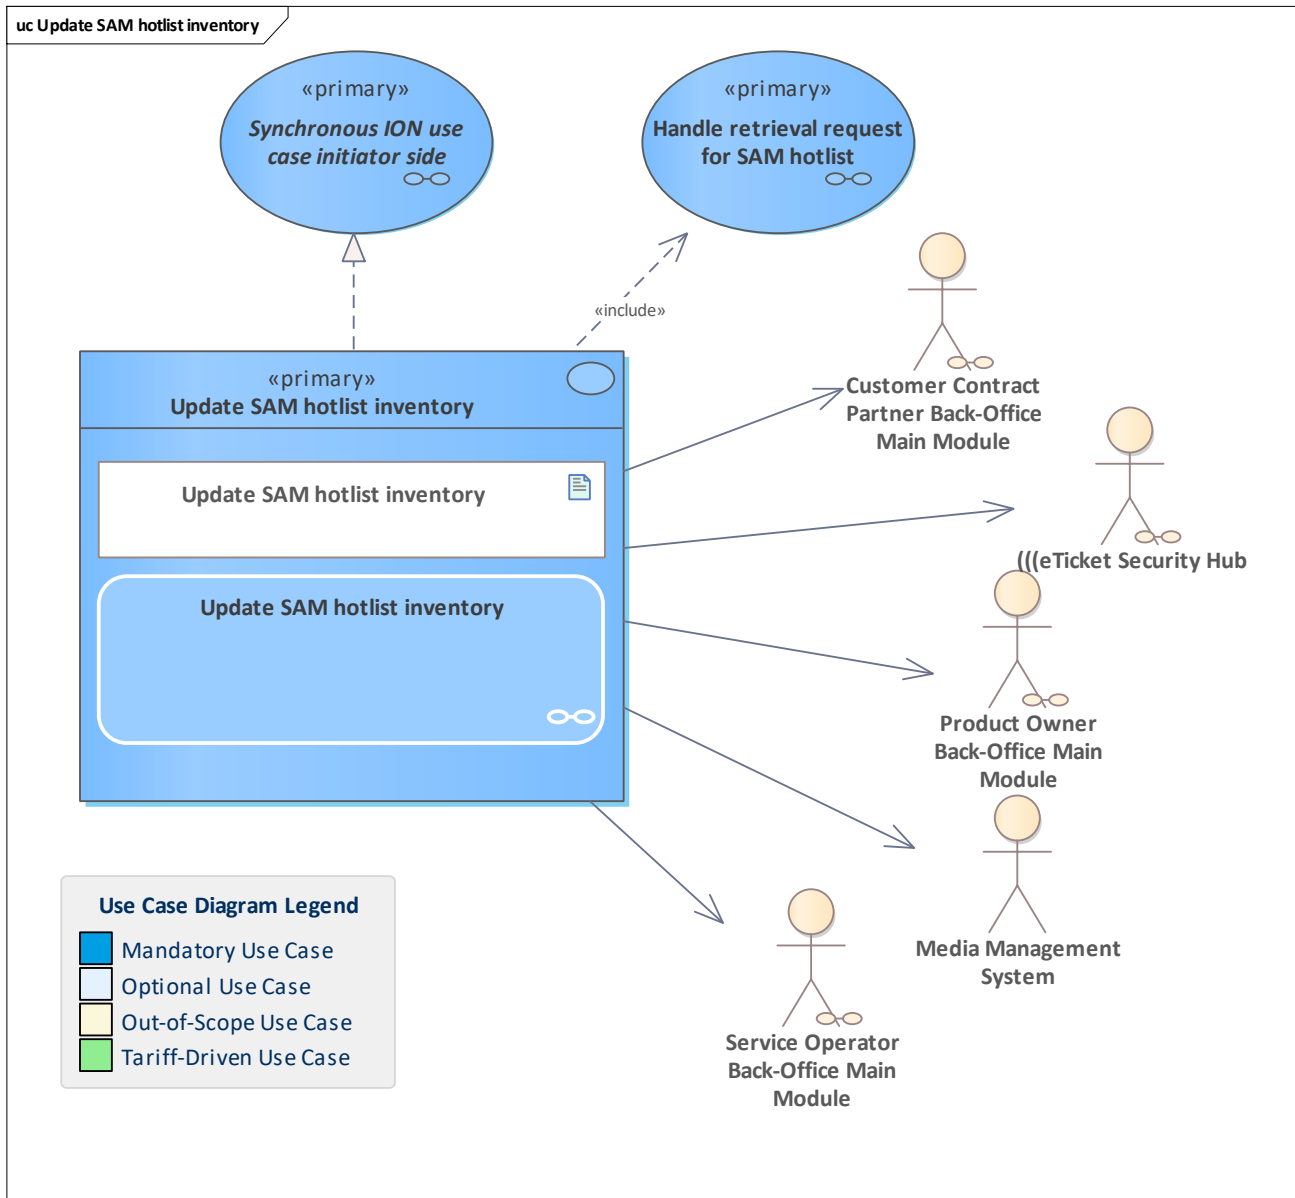 uc Update SAM hotlist inventory
«primary»
Synchronous ION use
case initiator side
«primary»
Handle retrieval request
for SAM hotlist
«include»
«primary»
Update SAM hotlist inventory
Update SAM hotlist inventory
Update SAM hotlist inventory
Customer Contract
Partner Back-Office
Main Module
(((eTicket Security Hub
Product Owner
Back-Office Main
Module
Media Management
System
Service Operator
Back-Office Main
Module
Use Case Diagram Legend
Mandatory Use Case
Optional Use Case
Out-of-Scope Use Case
Tariff-Driven Use Case